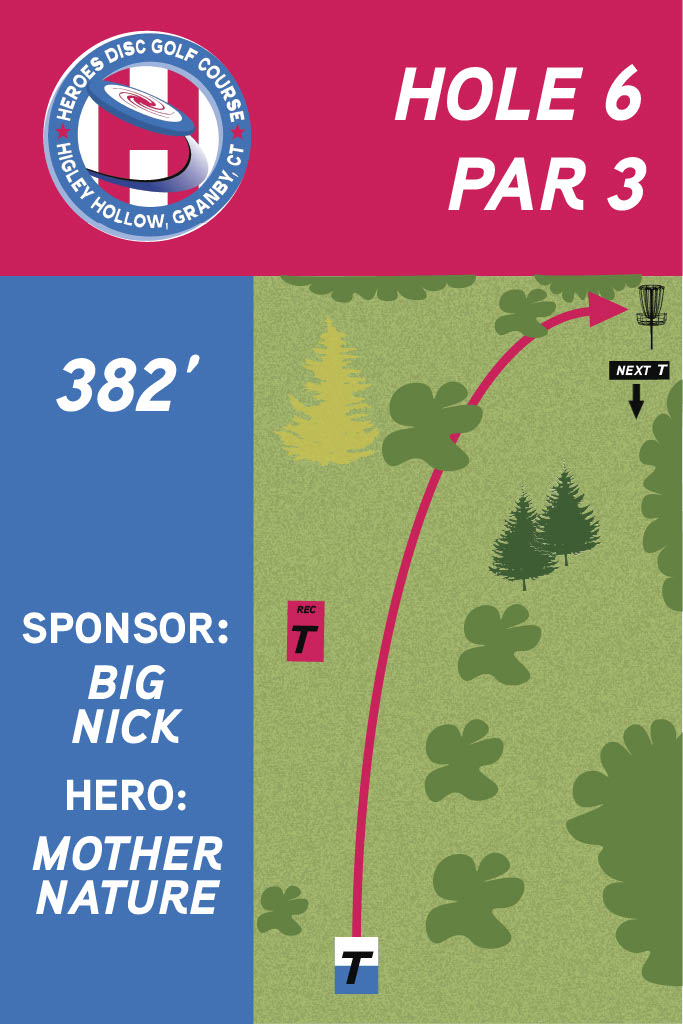 HEROES DISC GOLF COURSE
HIGLEY HOLLOW, GRANBY, CT
HOLE 6
PAR 3
382'
NEXT T
REC
T
SPONSOR:
BIG
NICK
HERO:
MOTHER
NATURE
T